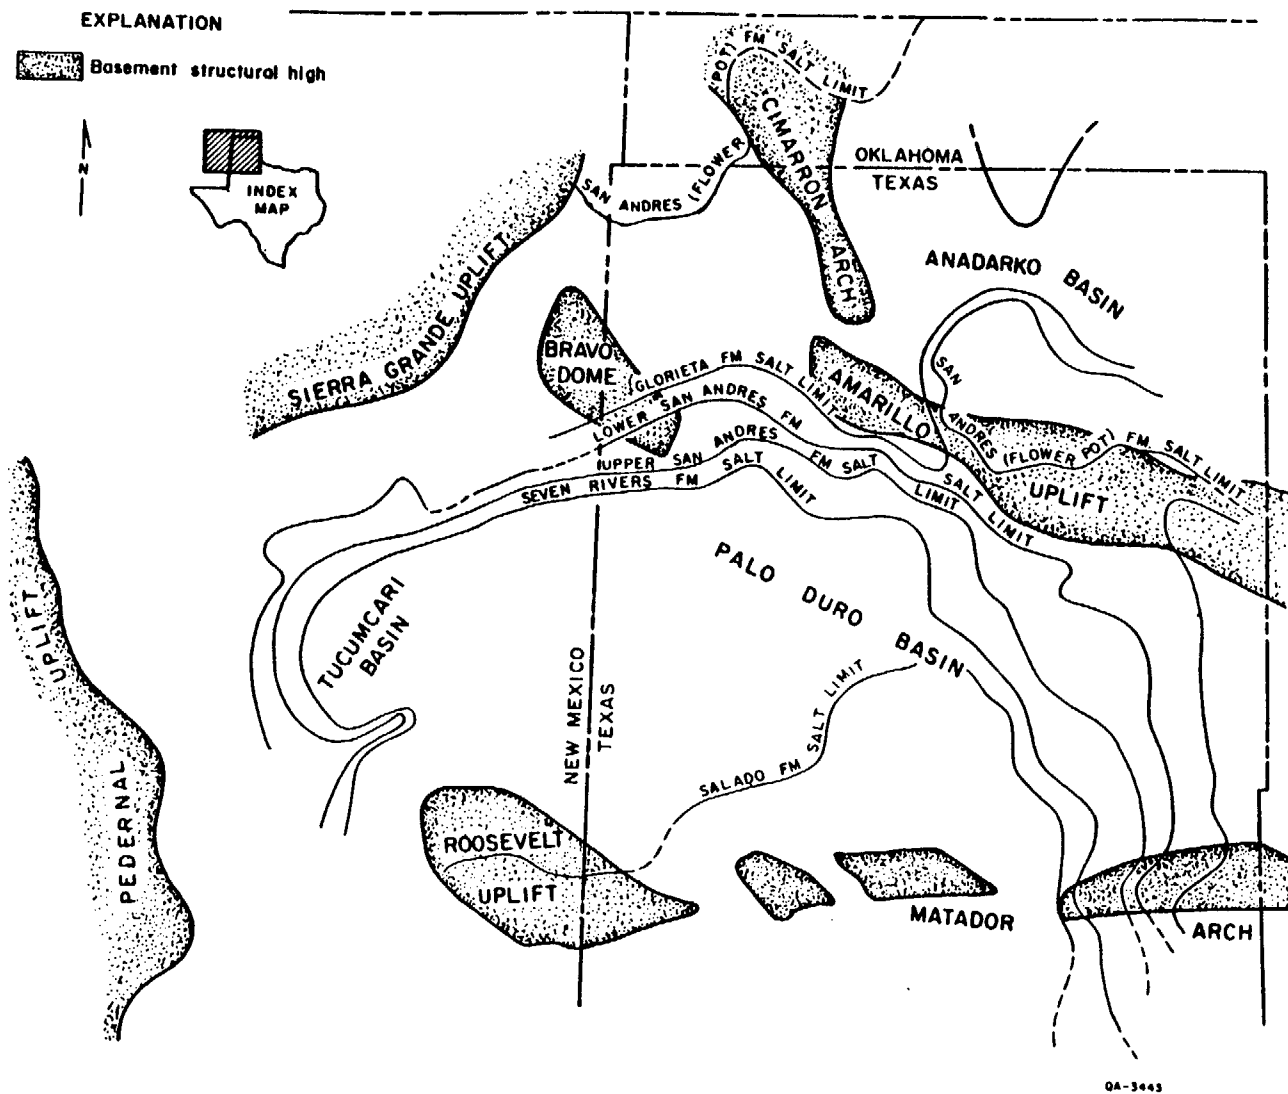 EXPLANATION
Basement structural high
N
INDEX
MAP
SAN ANDRES (FLOWER POT) FM SALT LIMIT
CIMARRON ARCH
OKLAHOMA
TEXAS
ANADARKO BASIN
SIERRA GRANDE UPLIFT
BRAVO
DOME
GLORIETA FM SALT LIMIT
LOWER SAN ANDRES FM SALT LIMIT
UPPER SAN ANDRES FM SALT LIMIT
SEVEN RIVERS FM SALT LIMIT
AMARILLO UPLIFT
SAN ANDRES (FLOWER POT) FM SALT LIMIT
PALO DURO BASIN
TUCUMCARI
BASIN
NEW MEXICO
TEXAS
SALADO FM SALT LIMIT
PEDERNAL UPLIFT
ROOSEVELT
UPLIFT
MATADOR ARCH
QA-3443